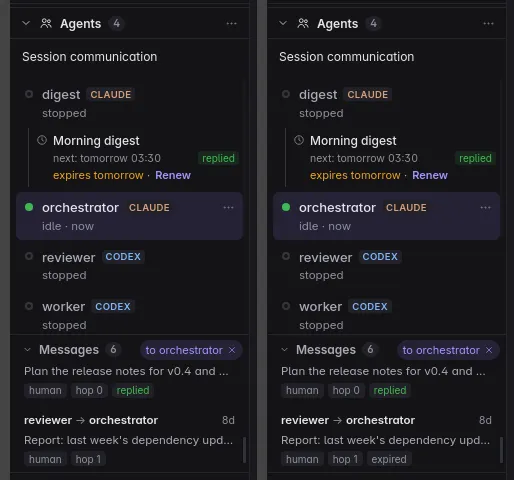 Agents 4 ...
Session communication
digest CLAUDE
stopped
Morning digest
next: tomorrow 03:30 replied
expires tomorrow · Renew
orchestrator CLAUDE ...
idle · now
reviewer CODEX
stopped
worker CODEX
stopped
Messages 6 to orchestrator ×
Plan the release notes for v0.4 and ...
human hop 0 replied
reviewer → orchestrator 8d
Report: last week's dependency upd...
human hop 1
Agents 4 ...
Session communication
digest CLAUDE
stopped
Morning digest
next: tomorrow 03:30 replied
expires tomorrow · Renew
orchestrator CLAUDE ...
idle · now
reviewer CODEX
stopped
worker CODEX
stopped
Messages 6 to orchestrator ×
Plan the release notes for v0.4 and ...
human hop 0 replied
reviewer → orchestrator 8d
Report: last week's dependency upd...
human hop 1 expired